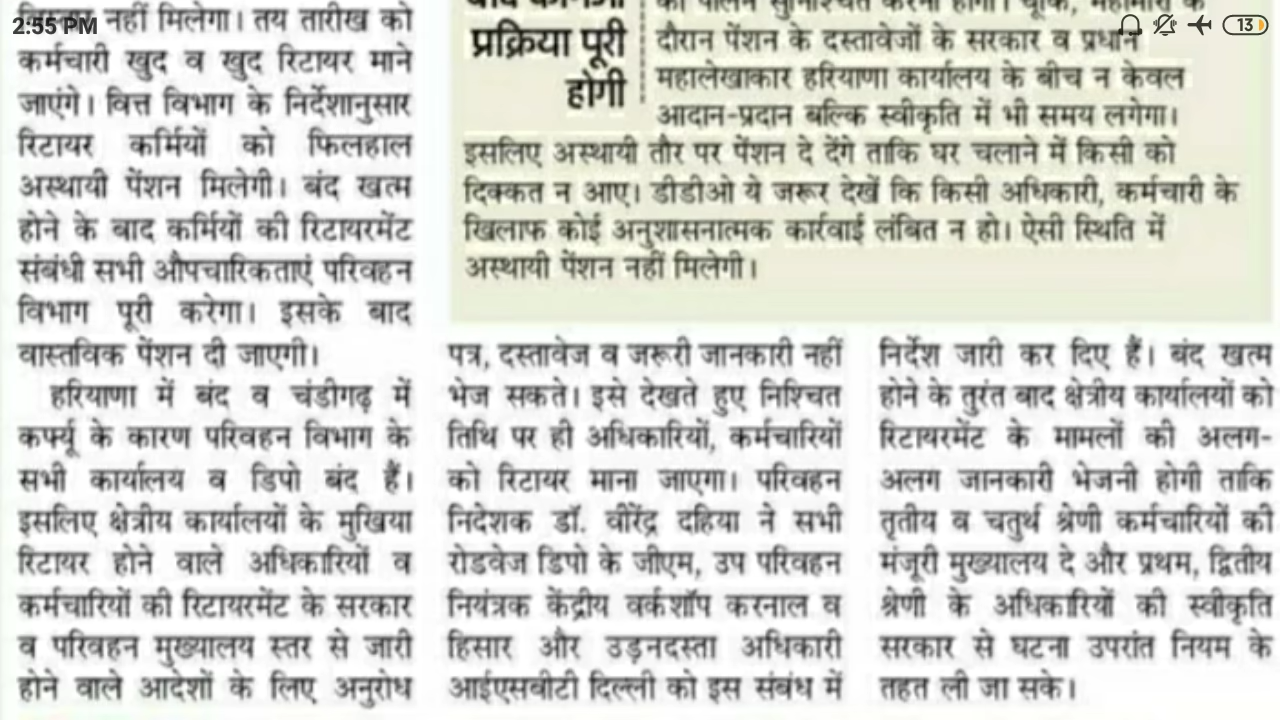 2:55 PM
13
नहीं मिलेगा। तय तारीख को
कर्मचारी खुद व खुद रिटायर माने
जाएंगे। वित्त विभाग के निर्देशानुसार
रिटायर कर्मियों को फिलहाल
अस्थायी पेंशन मिलेगी। बंद खत्म
होने के बाद कर्मियों की रिटायरमेंट
संबंधी सभी औपचारिकताएं परिवहन
विभाग पूरी करेगा। इसके बाद
वास्तविक पेंशन दी जाएगी।
हरियाणा में बंद व चंडीगढ़ में
कर्फ्यू के कारण परिवहन विभाग के
सभी कार्यालय व डिपो बंद हैं।
इसलिए क्षेत्रीय कार्यालयों के मुखिया
रिटायर होने वाले अधिकारियों व
कर्मचारियों की रिटायरमेंट के सरकार
व परिवहन मुख्यालय स्तर से जारी
होने वाले आदेशों के लिए अनुरोध
प्रक्रिया पूरी
होगी
दौरान पेंशन के दस्तावेजों के सरकार व प्रधान
महालेखाकार हरियाणा कार्यालय के बीच न केवल
आदान-प्रदान बल्कि स्वीकृति में भी समय लगेगा।
इसलिए अस्थायी तौर पर पेंशन दे देंगे ताकि घर चलाने में किसी को
दिक्कत न आए। डीडीओ ये जरूर देखें कि किसी अधिकारी, कर्मचारी के
खिलाफ कोई अनुशासनात्मक कार्रवाई लंबित न हो। ऐसी स्थिति में
अस्थायी पेंशन नहीं मिलेगी।
पत्र, दस्तावेज व जरूरी जानकारी नहीं
भेज सकते। इसे देखते हुए निश्चित
तिथि पर ही अधिकारियों, कर्मचारियों
को रिटायर माना जाएगा। परिवहन
निदेशक डॉ. वीरेंद्र दहिया ने सभी
रोडवेज डिपो के जीएम, उप परिवहन
नियंत्रक केंद्रीय वर्कशॉप करनाल व
हिसार और उड़नदस्ता अधिकारी
आईएसबीटी दिल्ली को इस संबंध में
निर्देश जारी कर दिए हैं। बंद खत्म
होने के तुरंत बाद क्षेत्रीय कार्यालयों को
रिटायरमेंट के मामलों की अलग-
अलग जानकारी भेजनी होगी ताकि
तृतीय व चतुर्थ श्रेणी कर्मचारियों की
मंजूरी मुख्यालय दे और प्रथम, द्वितीय
श्रेणी के अधिकारियों की स्वीकृति
सरकार से घटना उपरांत नियम के
तहत ली जा सके।